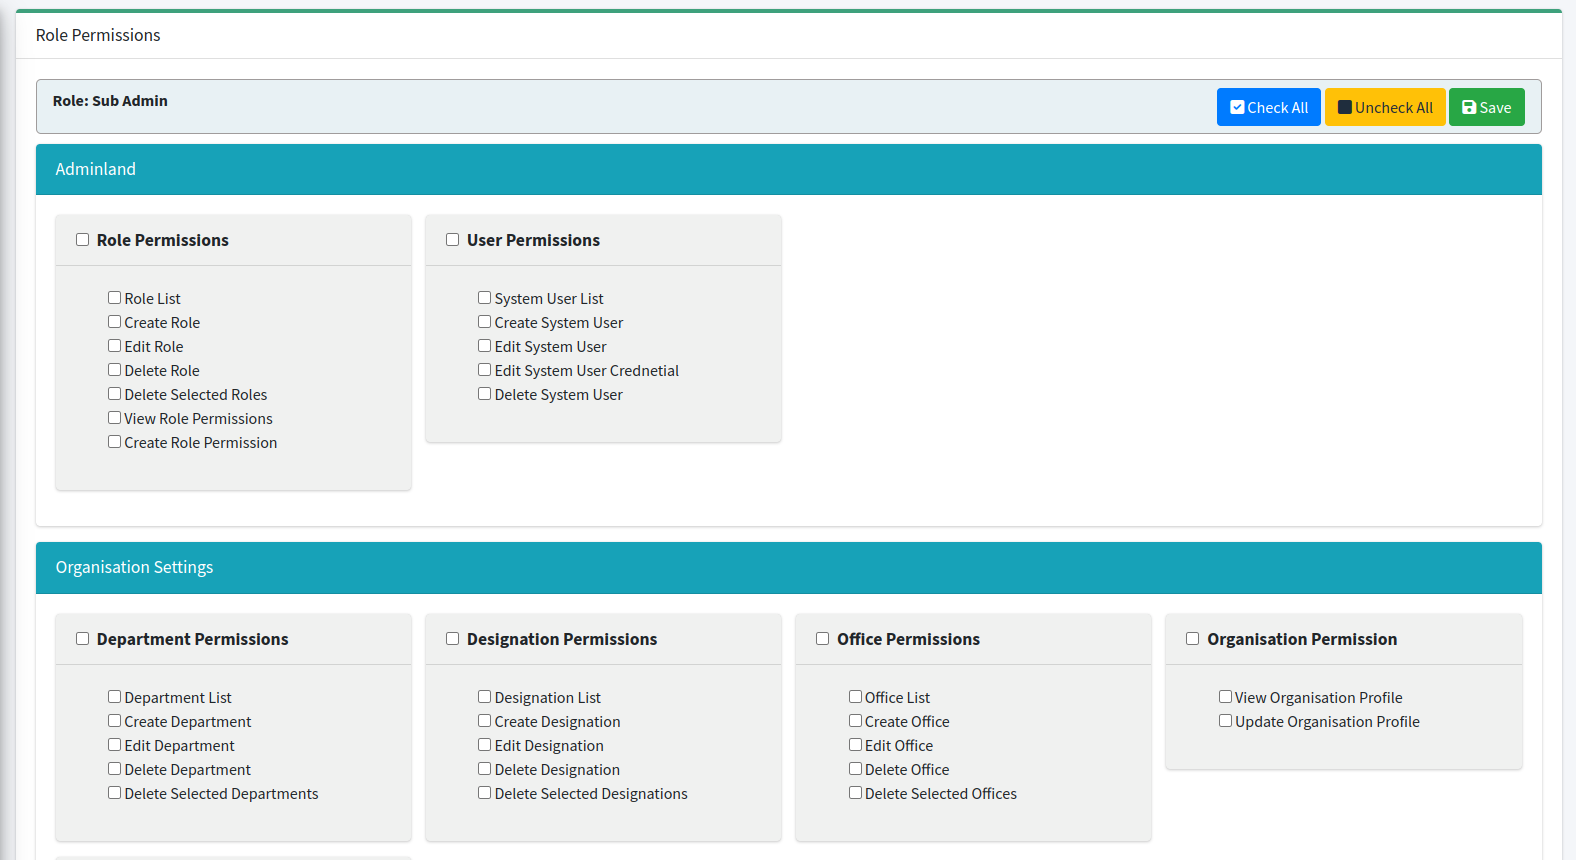 Role Permissions
Role: Sub Admin
Check All
Uncheck All
Save
Adminland
Role Permissions
Role List
Create Role
Edit Role
Delete Role
Delete Selected Roles
View Role Permissions
Create Role Permission
User Permissions
System User List
Create System User
Edit System User
Edit System User Crednetial
Delete System User
Organisation Settings
Department Permissions
Department List
Create Department
Edit Department
Delete Department
Delete Selected Departments
Designation Permissions
Designation List
Create Designation
Edit Designation
Delete Designation
Delete Selected Designations
Office Permissions
Office List
Create Office
Edit Office
Delete Office
Delete Selected Offices
Organisation Permission
View Organisation Profile
Update Organisation Profile